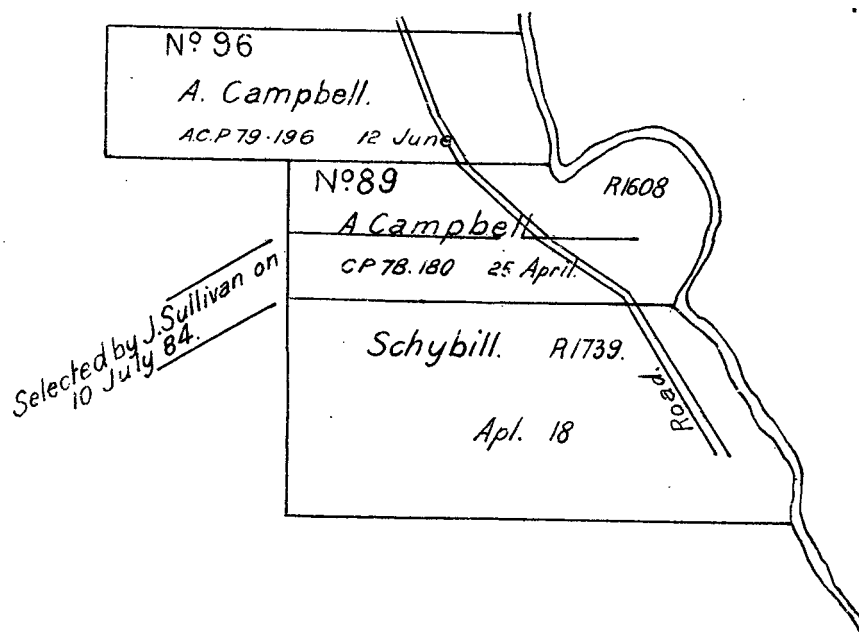 Nº 96
A. Campbell.
A.C.P 79·196 12 June
Nº89
R1608
A Campbell
CP 78.180 25 April.
Selected by J. Sullivan on
10 July 84.
Schybill. R1739.
Road.
Apl. 18